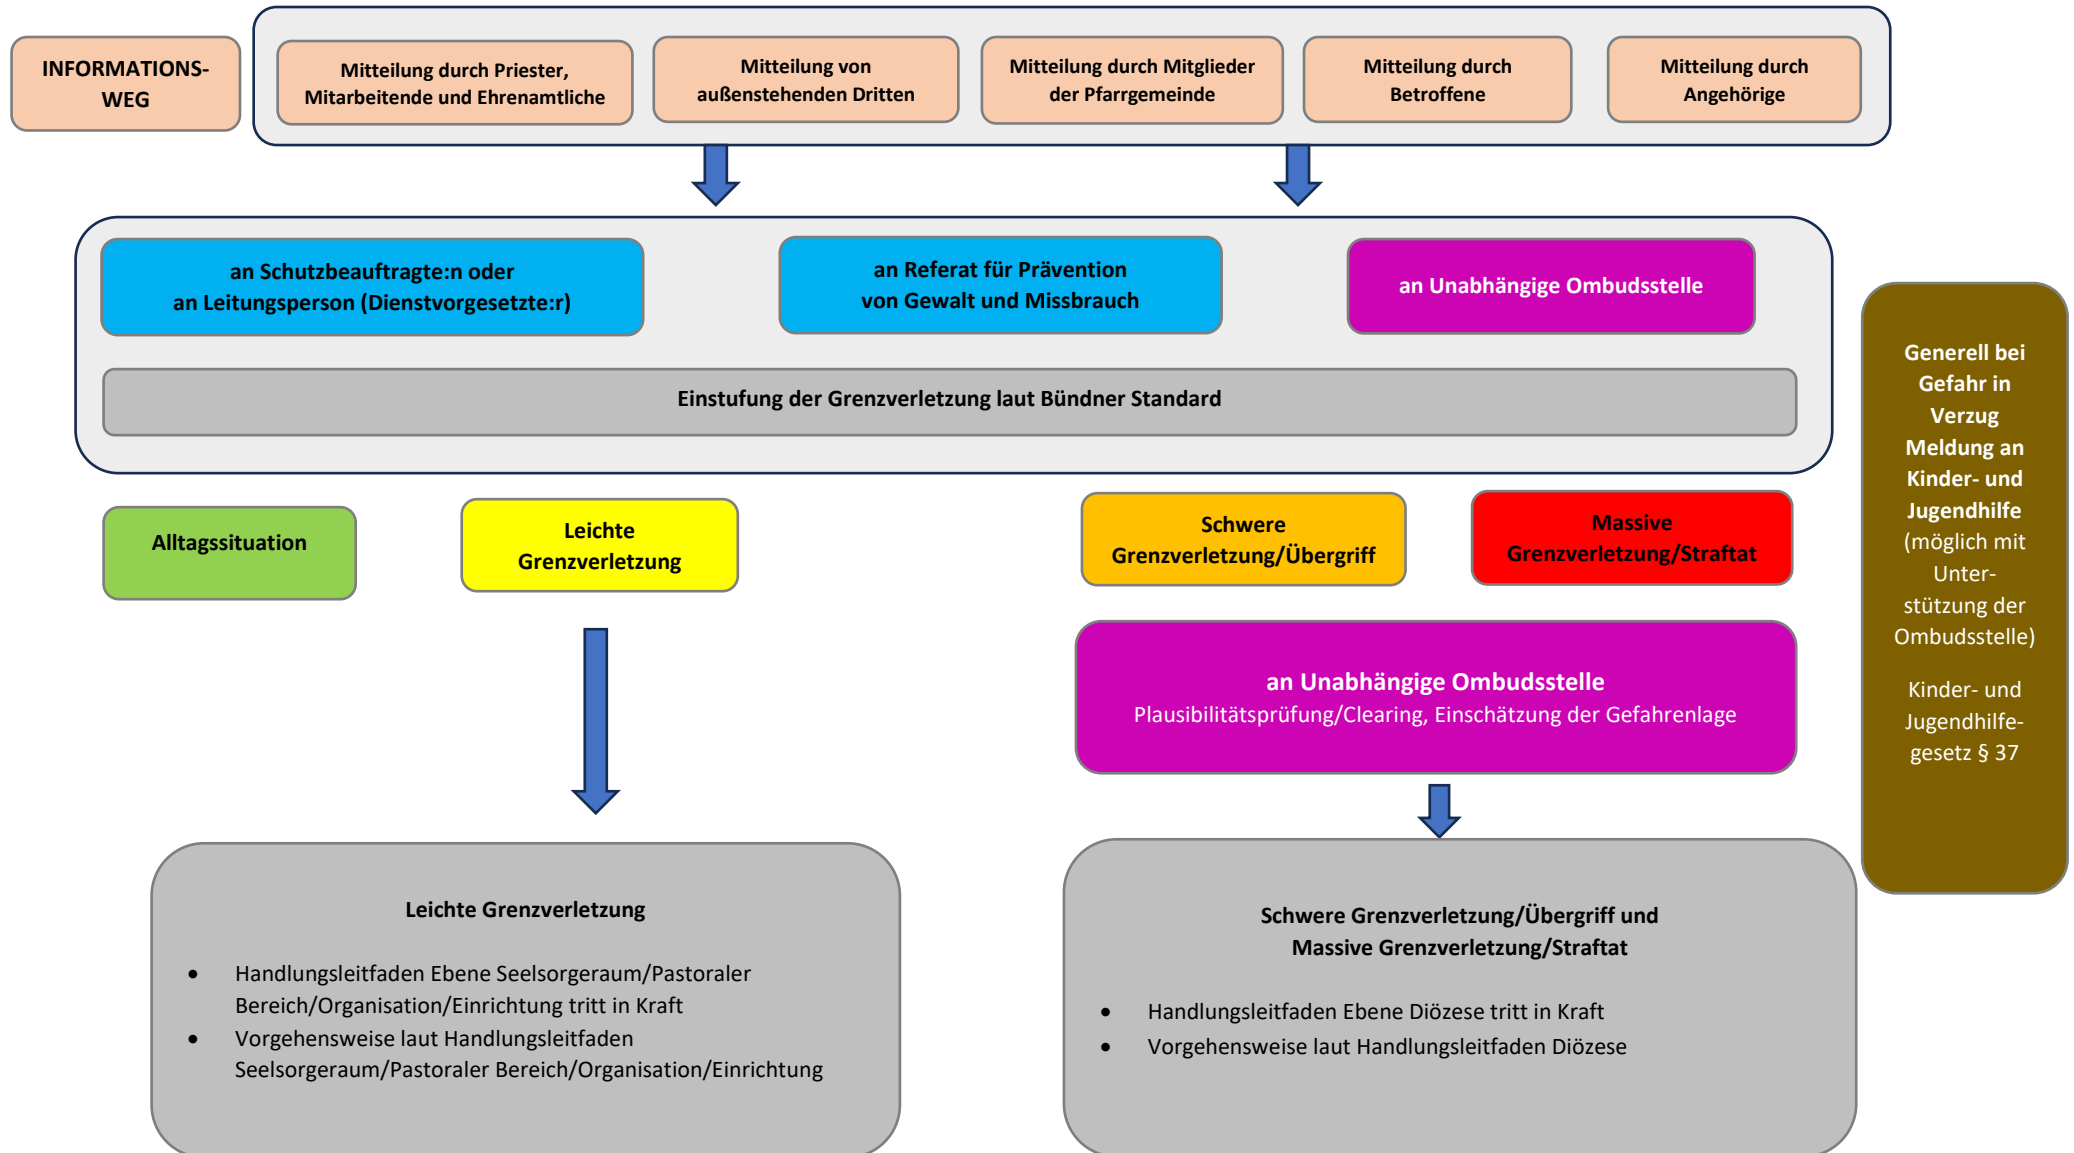 INFORMATIONS-
WEG
Mitteilung durch Priester,
Mitarbeitende und Ehrenamtliche
Mitteilung von
außenstehenden Dritten
Mitteilung durch Mitglieder
der Pfarrgemeinde
Mitteilung durch
Betroffene
Mitteilung durch
Angehörige
an Schutzbeauftragte:n oder
an Leitungsperson (Dienstvorgesetzte:r)
an Referat für Prävention
von Gewalt und Missbrauch
an Unabhängige Ombudsstelle
Einstufung der Grenzverletzung laut Bündner Standard
Alltagssituation
Leichte
Grenzverletzung
Schwere
Grenzverletzung/Übergriff
Massive
Grenzverletzung/Straftat
an Unabhängige Ombudsstelle
Plausibilitätsprüfung/Clearing, Einschätzung der Gefahrenlage
Generell bei
Gefahr in
Verzug
Meldung an
Kinder- und
Jugendhilfe
(möglich mit
Unter-
stützung der
Ombudsstelle)
Kinder- und
Jugendhilfe-
gesetz § 37
Leichte Grenzverletzung
• Handlungsleitfaden Ebene Seelsorgeraum/Pastoraler
Bereich/Organisation/Einrichtung tritt in Kraft
• Vorgehensweise laut Handlungsleitfaden
Seelsorgeraum/Pastoraler Bereich/Organisation/Einrichtung
Schwere Grenzverletzung/Übergriff und
Massive Grenzverletzung/Straftat
• Handlungsleitfaden Ebene Diözese tritt in Kraft
• Vorgehensweise laut Handlungsleitfaden Diözese